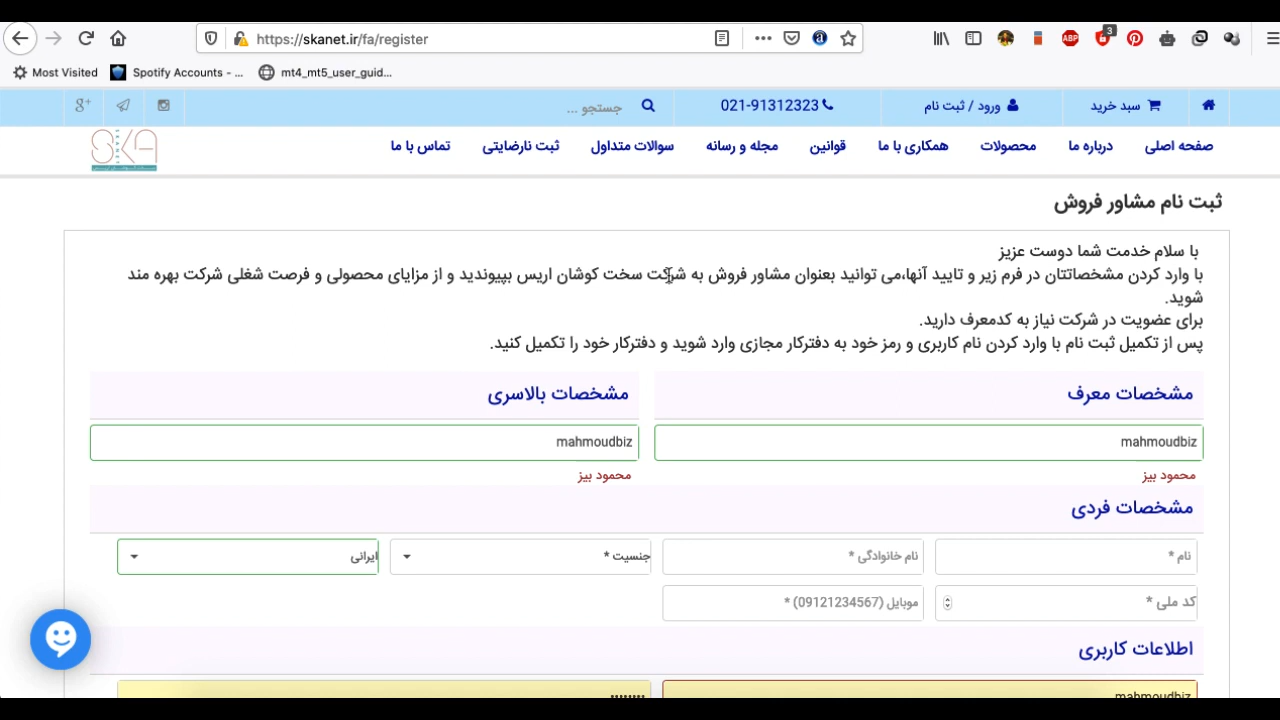 https://skanet.ir/fa/register
3
Most Visited
Spotify Accounts - ...
mt4_mt5_user_guid...
سبد خرید
ورود / ثبت نام
021-91312323
جستجو ...
g+
صفحه اصلی
درباره ما
محصولات
همکاری با ما
قوانین
مجله و رسانه
سوالات متداول
ثبت نارضایتی
تماس با ما
SKA
ثبت نام مشاور فروش
با سلام خدمت شما دوست عزیز
با وارد کردن مشخصاتتان در فرم زیر و تایید آنها،می توانید بعنوان مشاور فروش به شرکت سخت کوشان اریس بپیوندید و از مزایای محصولی و فرصت شغلی شرکت بهره مند
شوید.
برای عضویت در شرکت نیاز به کدمعرف دارید.
پس از تکمیل ثبت نام با وارد کردن نام کاربری و رمز خود به دفترکار مجازی وارد شوید و دفترکار خود را تکمیل کنید.
مشخصات معرف
مشخصات بالاسری
mahmoudbiz
mahmoudbiz
محمود بیز
محمود بیز
مشخصات فردی
نام *
نام خانوادگی *
جنسیت *
ایرانی
کد ملی *
موبایل (09121234567) *
اطلاعات کاربری
mahmoudbiz
••••••••